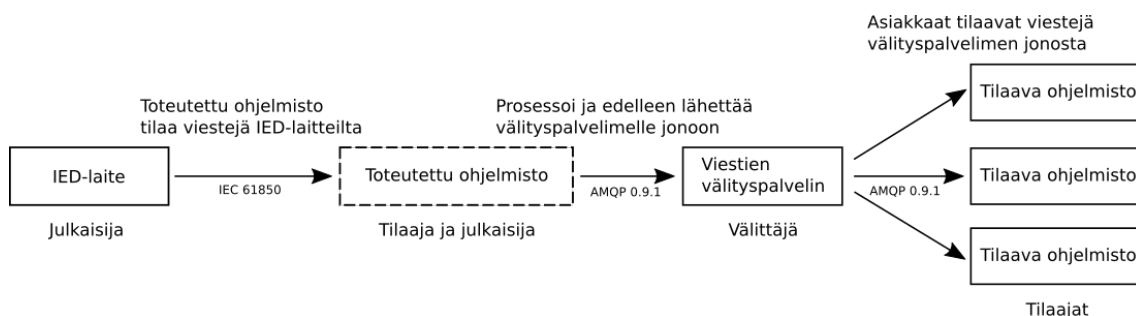 Asiakkaat tilaavat viestejä
välityspalvelimen jonosta
Toteutettu ohjelmisto
tilaa viestejä IED-laitteilta
Prosessoi ja edelleen lähettää
välityspalvelimelle jonoon
Tilaava ohjelmisto
IED-laite
IEC 61850
Toteutettu ohjelmisto
AMQP 0.9.1
Viestien
välityspalvelin
AMQP 0.9.1
Tilaava ohjelmisto
Julkaisija
Tilaaja ja julkaisija
Välittäjä
Tilaava ohjelmisto
Tilaajat